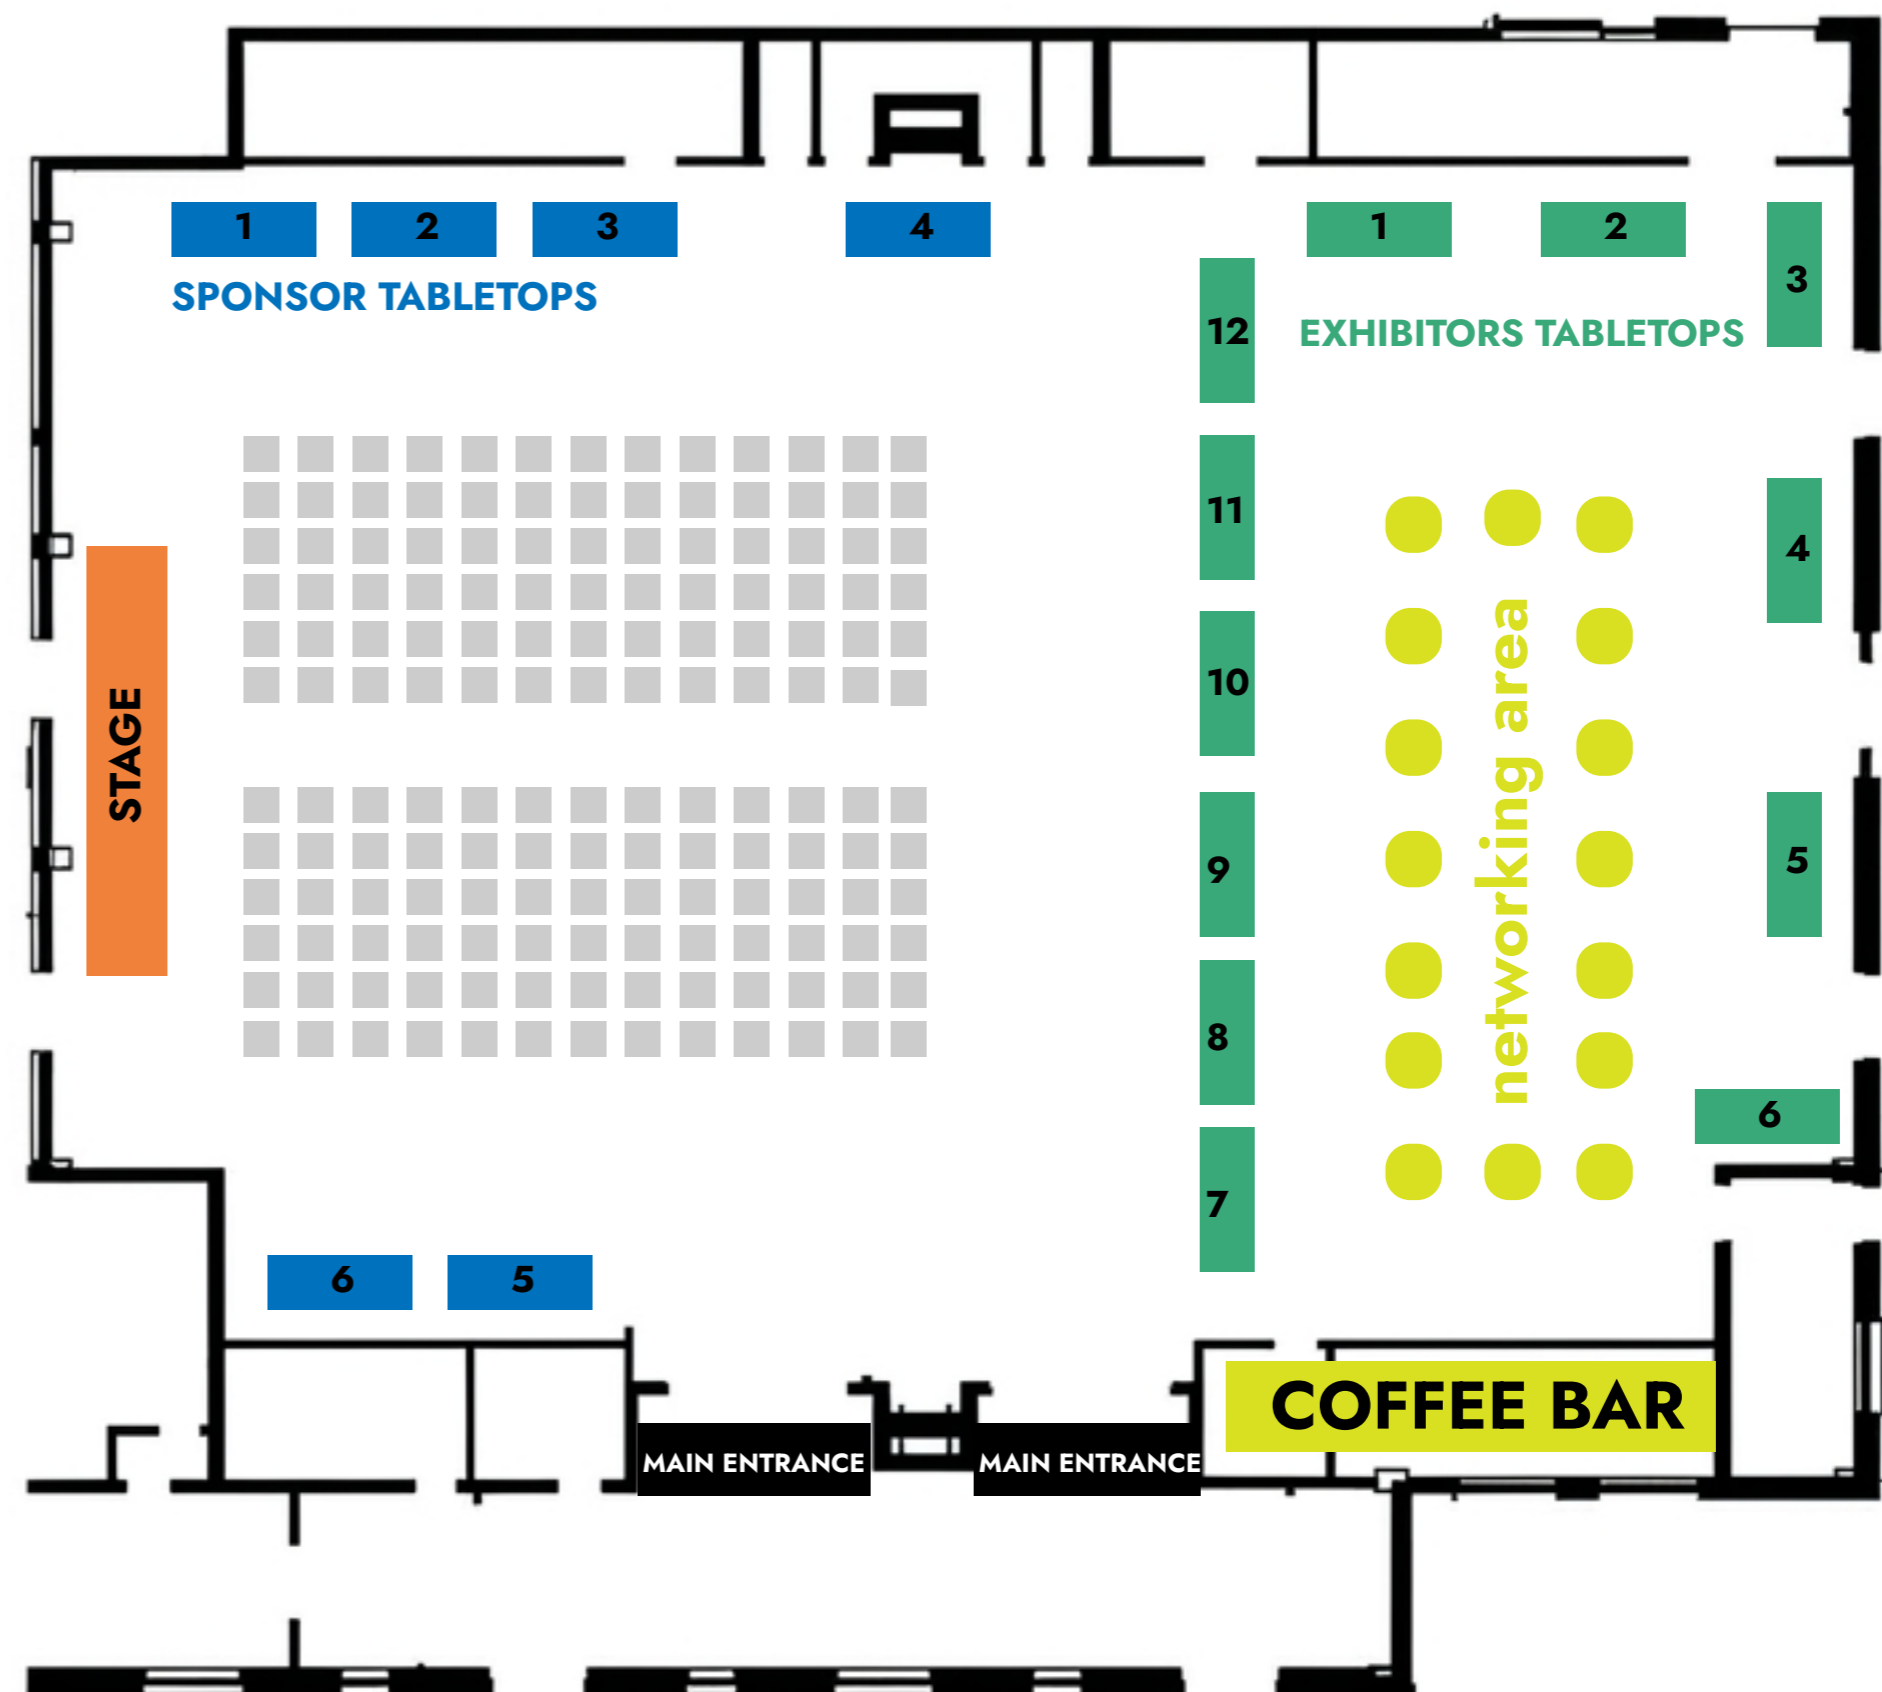 1
2
3
4
SPONSOR TABLETOPS
1
2
3
12
EXHIBITORS TABLETOPS
11
4
10
STAGE
networking area
9
5
8
6
7
6
5
COFFEE BAR
MAIN ENTRANCE
MAIN ENTRANCE